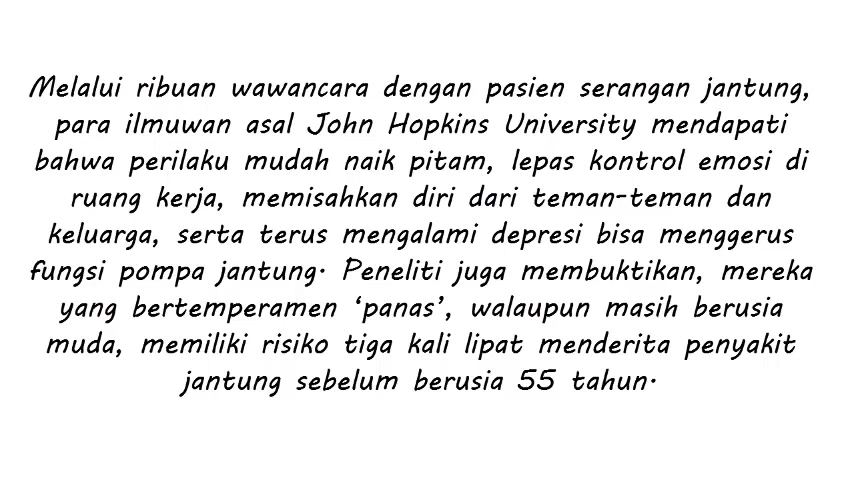 Melalui ribuan wawancara dengan pasien serangan jantung,
para ilmuwan asal John Hopkins University mendapati
bahwa perilaku mudah naik pitam, lepas kontrol emosi di
ruang kerja, memisahkan diri dari teman-teman dan
keluarga, serta terus mengalami depresi bisa menggerus
fungsi pompa jantung. Peneliti juga membuktikan, mereka
yang bertemperamen ‘panas’, walaupun masih berusia
muda, memiliki risiko tiga kali lipat menderita penyakit
jantung sebelum berusia 55 tahun.